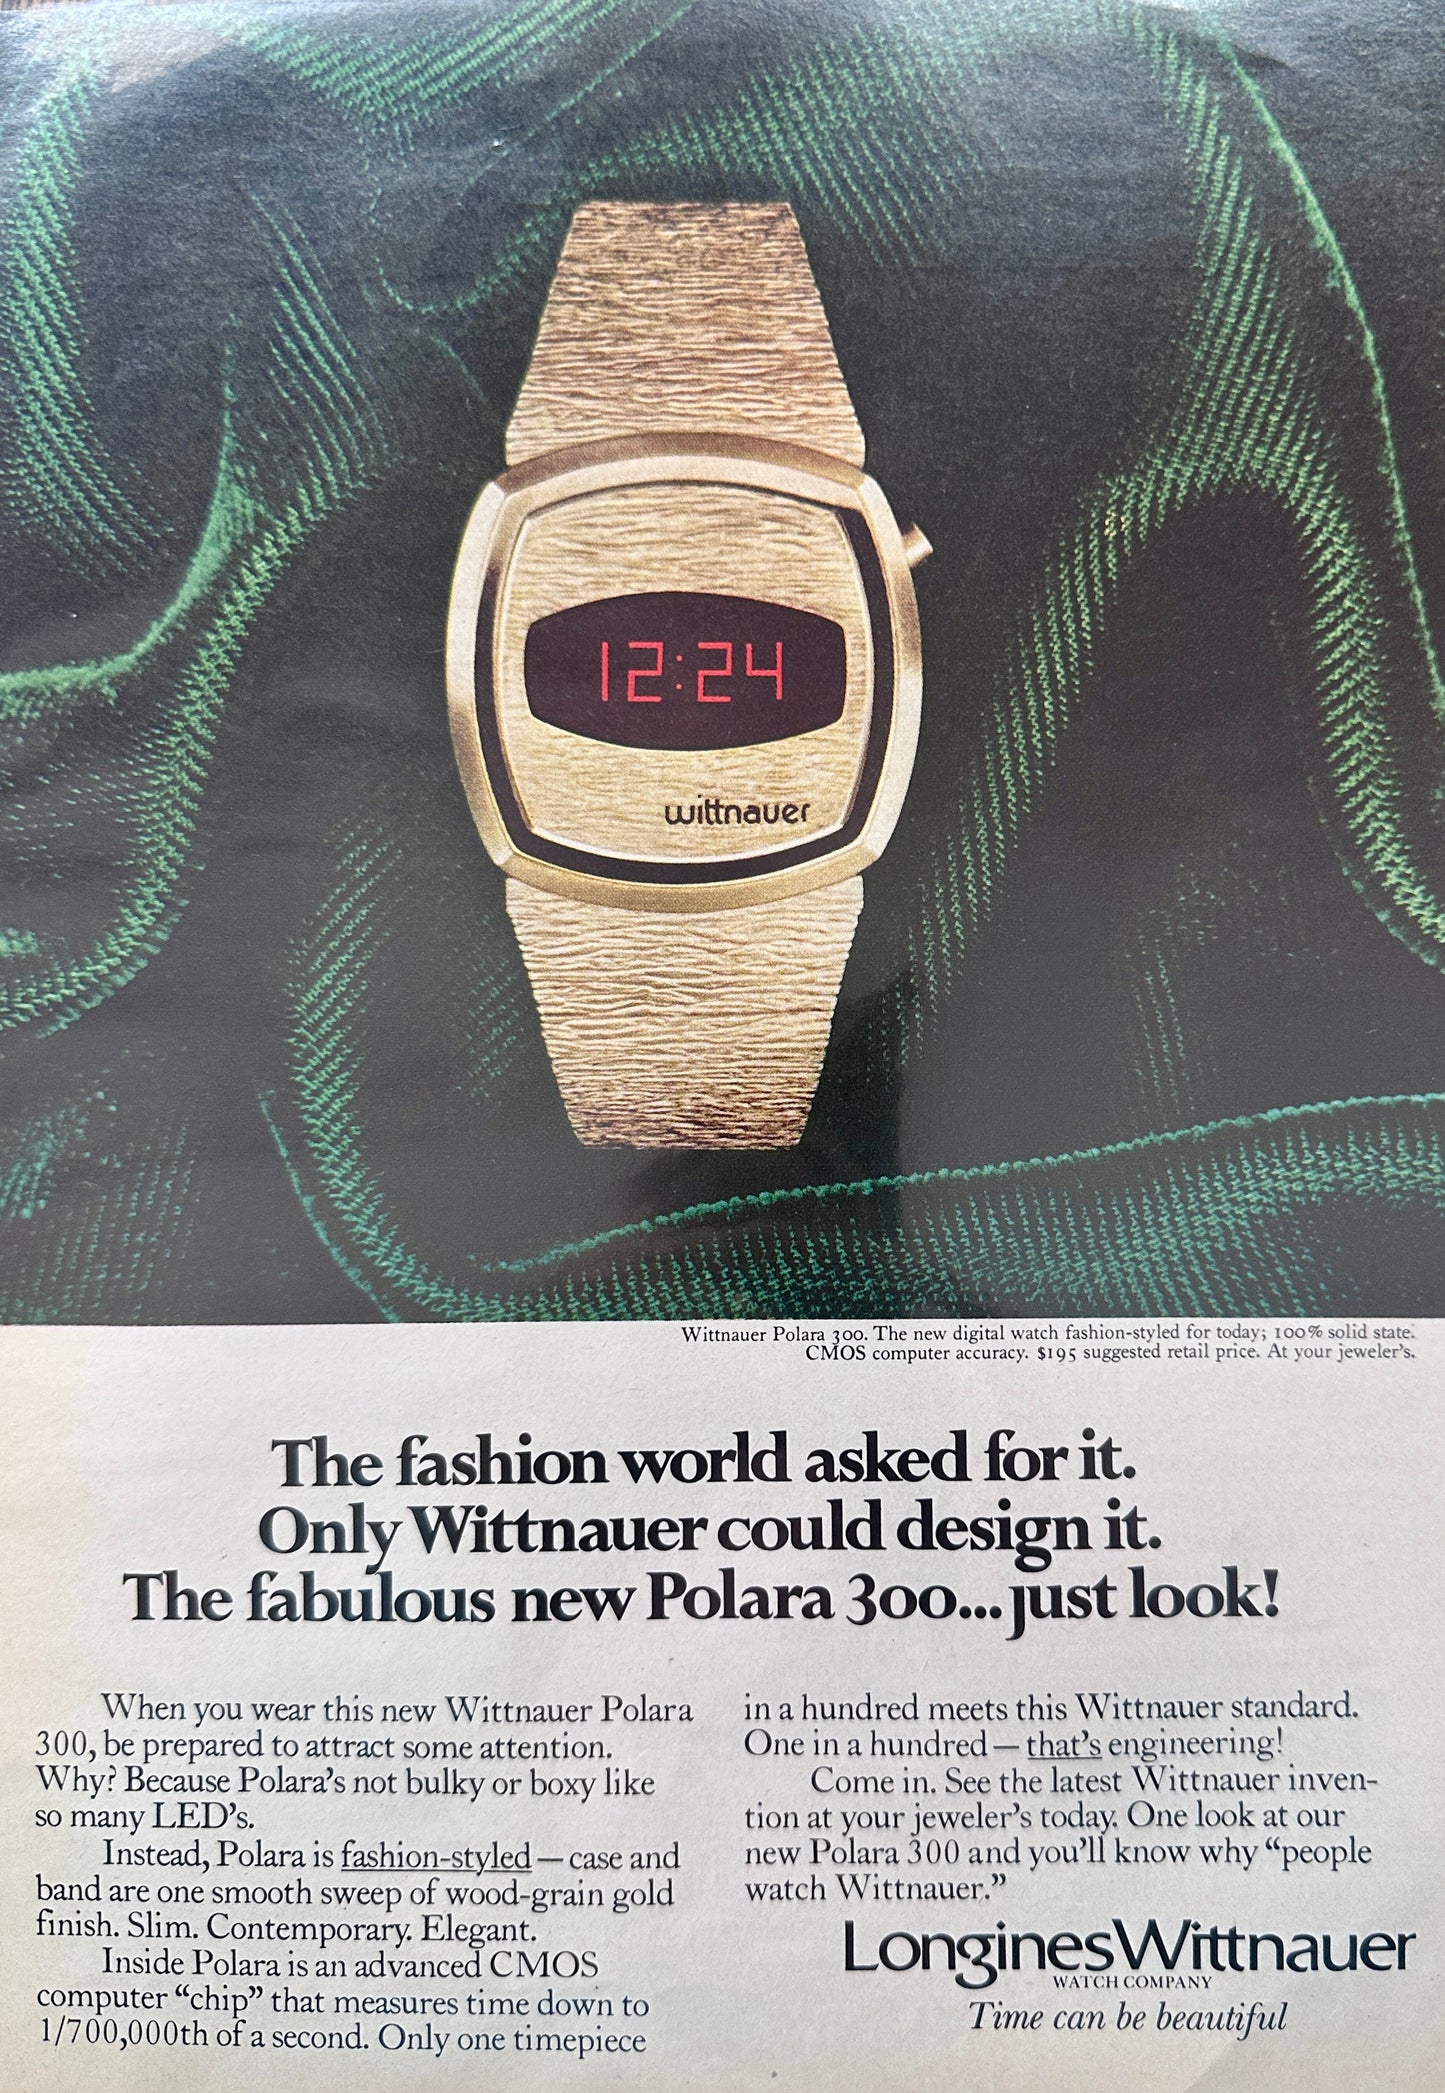 12:24
wittnauer
Wittnauer Polara 300. The new digital watch fashion-styled for today; 100% solid state.
CMOS computer accuracy. $195 suggested retail price. At your jeweler's.
The fashion world asked for it.
Only Wittnauer could design it.
The fabulous new Polara 300...just look!
When you wear this new Wittnauer Polara
300, be prepared to attract some attention.
Why? Because Polara's not bulky or boxy like
so many LED's.
Instead, Polara is fashion-styled — case and
band are one smooth sweep of wood-grain gold
finish. Slim. Contemporary. Elegant.
Inside Polara is an advanced CMOS
computer “chip” that measures time down to
1/700,000th of a second. Only one timepiece
in a hundred meets this Wittnauer standard.
One in a hundred — that's engineering!
Come in. See the latest Wittnauer inven-
tion at your jeweler's today. One look at our
new Polara 300 and you'll know why “people
watch Wittnauer.”
Longines Wittnauer
WATCH COMPANY
Time can be beautiful